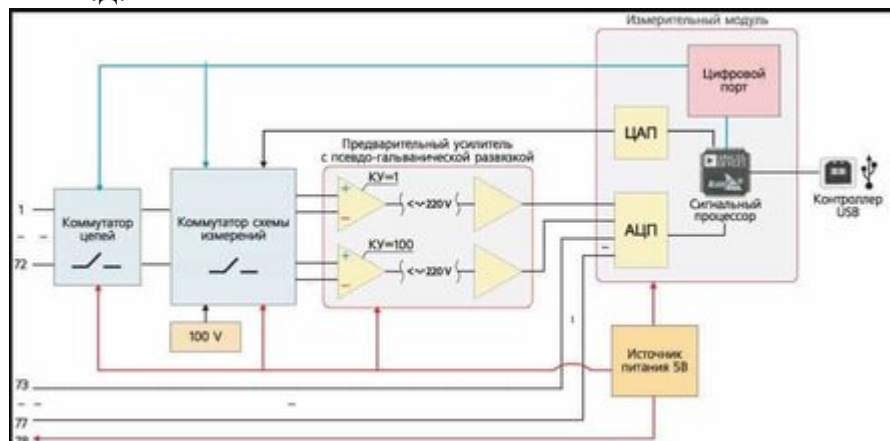 Измерительный модуль
Цифровой
порт
ЦАП
Предварительный усилитель
с псевдо-гальванической развязкой
КУ=1
<~220V
1
Коммутатор
цепей
72
Коммутатор схемы
измерений
КУ=100
<~220V
АЦП
Сигнальный
процессор
Контроллер
USB
100 V
Источник
питания 5В
73
77
78